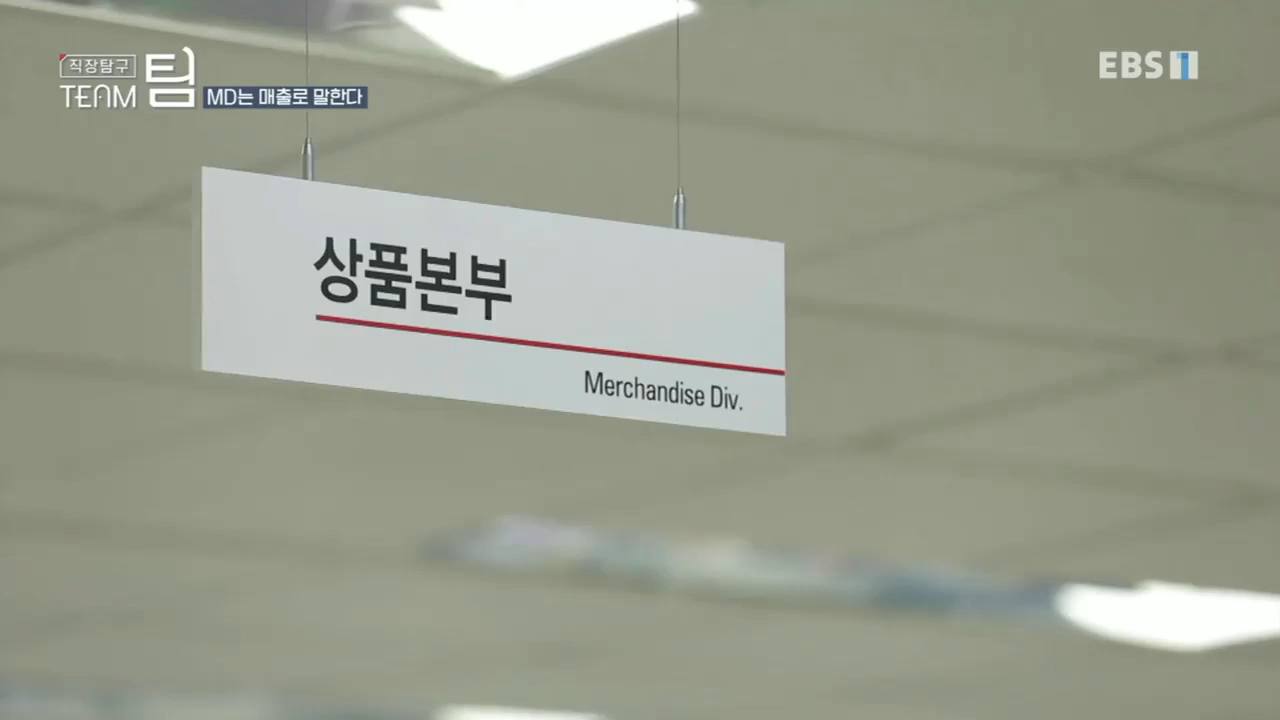 직장탐구
TEAM 팀
MD는 매출로 말한다
EBS 1
상품본부
Merchandise Div.